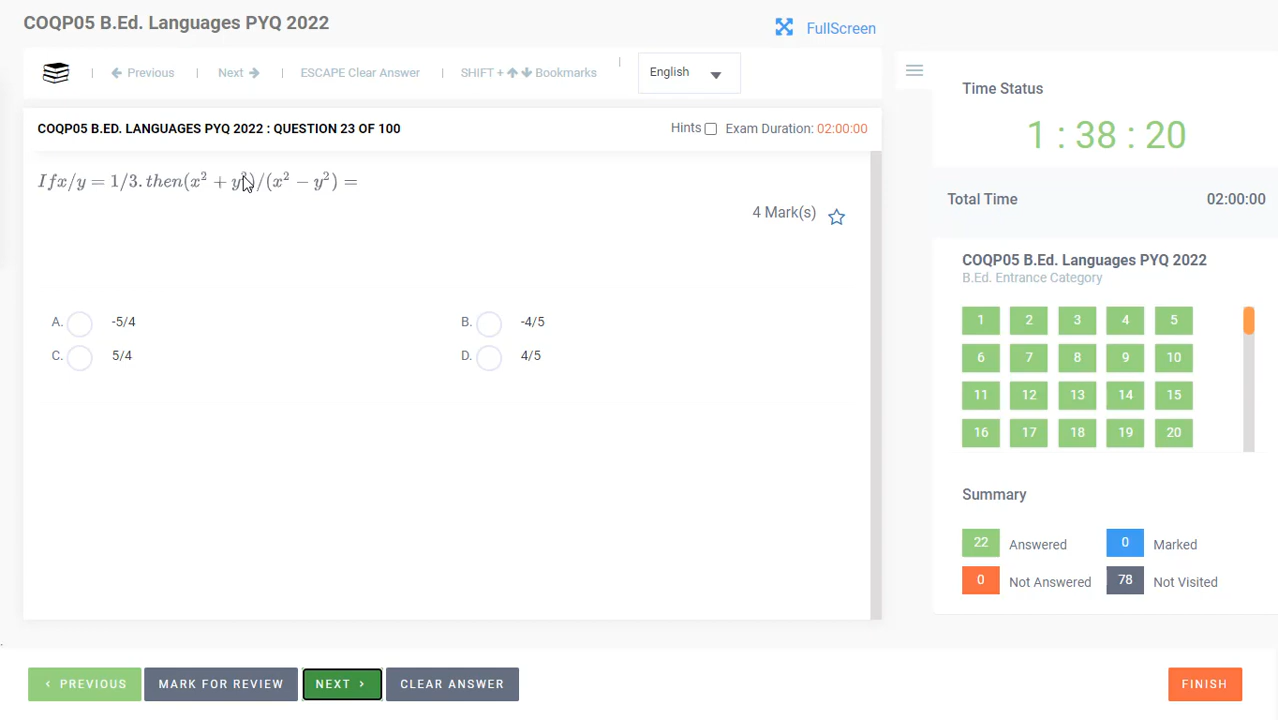 COQP05 B.Ed. Languages PYQ 2022
FullScreen
Previous | Next | ESCAPE Clear Answer | SHIFT + Bookmarks | English
COQP05 B.ED. LANGUAGES PYQ 2022 : QUESTION 23 OF 100
Hints Exam Duration: 02:00:00
Ifx/y = 1/3.then(x² + y²)/(x² − y²) =
4 Mark(s)
A. -5/4
B. -4/5
C. 5/4
D. 4/5
< PREVIOUS
MARK FOR REVIEW
NEXT >
CLEAR ANSWER
Time Status
1 : 38 : 20
Total Time 02:00:00
COQP05 B.Ed. Languages PYQ 2022
B.Ed. Entrance Category
1 2 3 4 5
6 7 8 9 10
11 12 13 14 15
16 17 18 19 20
Summary
22 Answered 0 Marked
0 Not Answered 78 Not Visited
FINISH